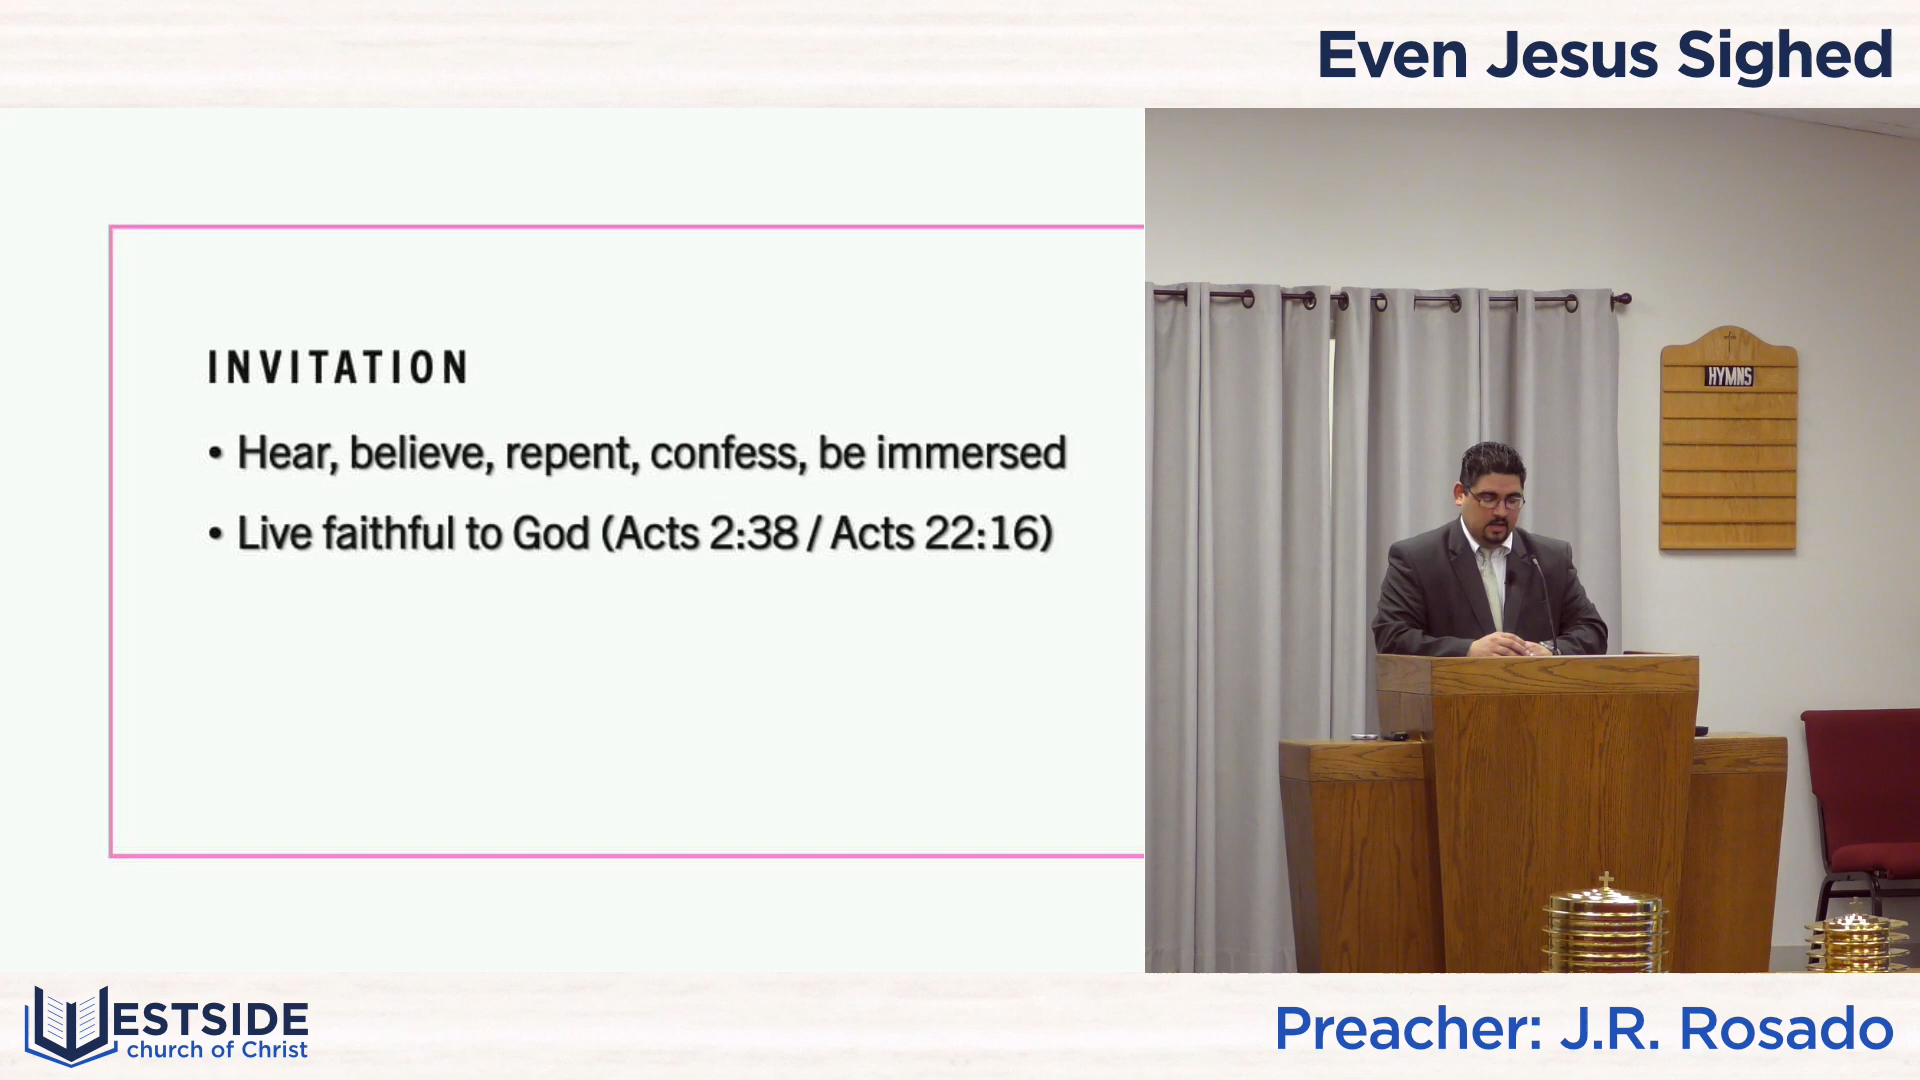 Even Jesus Sighed
INVITATION
• Hear, believe, repent, confess, be immersed
• Live faithful to God (Acts 2:38 / Acts 22:16)
HYMNS
WESTSIDE
church of Christ
Preacher: J.R. Rosado